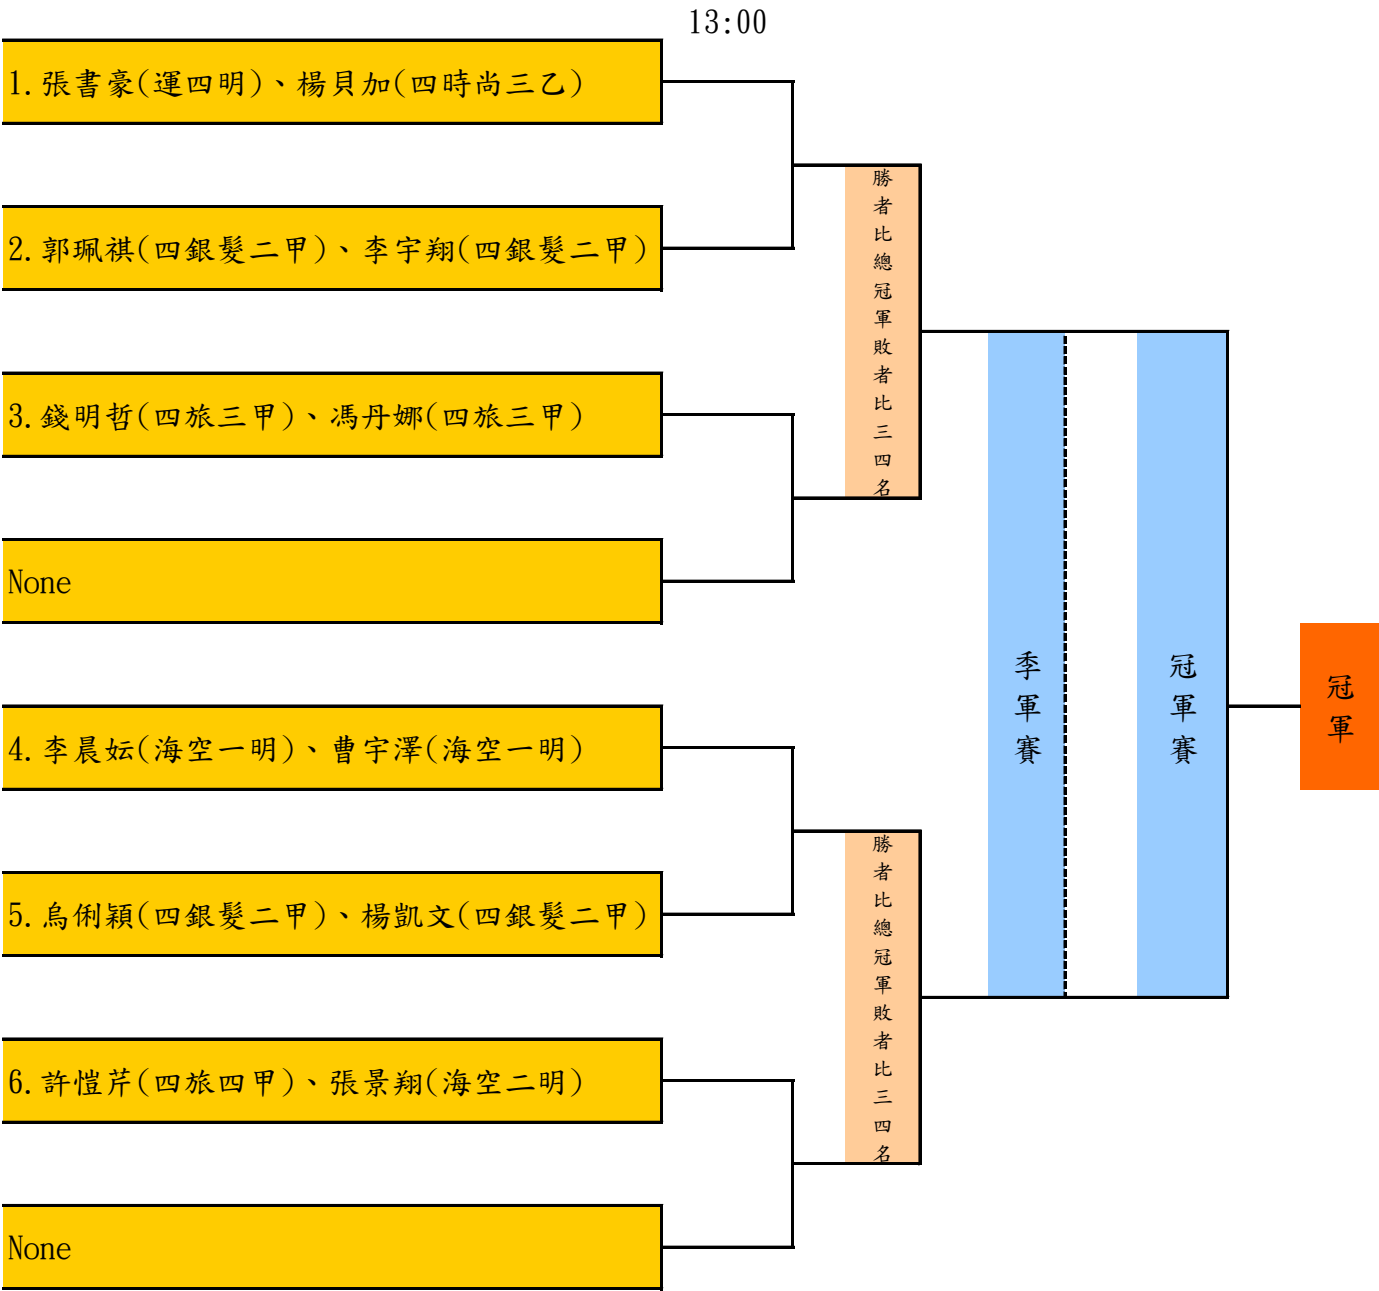 13:00
1.張書豪(運四明)、楊貝加(四時尚三乙)
2.郭珮祺(四銀髮二甲)、李宇翔(四銀髮二甲)
3.錢明哲(四旅三甲)、馮丹娜(四旅三甲)
None
勝者比總冠軍敗者比三四名
4.李晨妘(海空一明)、曹宇澤(海空一明)
5.烏俐穎(四銀髮二甲)、楊凱文(四銀髮二甲)
6.許愷芹(四旅四甲)、張景翔(海空二明)
None
勝者比總冠軍敗者比三四名
季軍賽
冠軍賽
冠軍